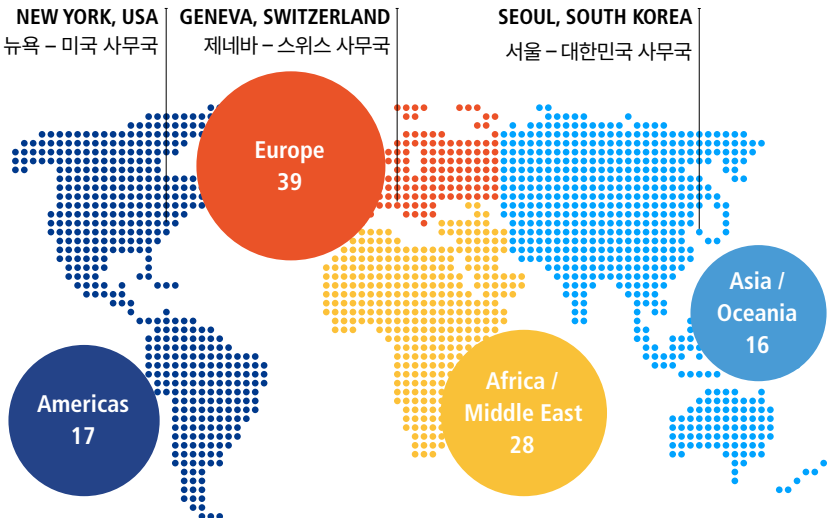 NEW YORK, USA
뉴욕 – 미국 사무국
GENEVA, SWITZERLAND
제네바 – 스위스 사무국
SEOUL, SOUTH KOREA
서울 – 대한민국 사무국
Europe
39
Asia /
Oceania
16
Americas
17
Africa /
Middle East
28